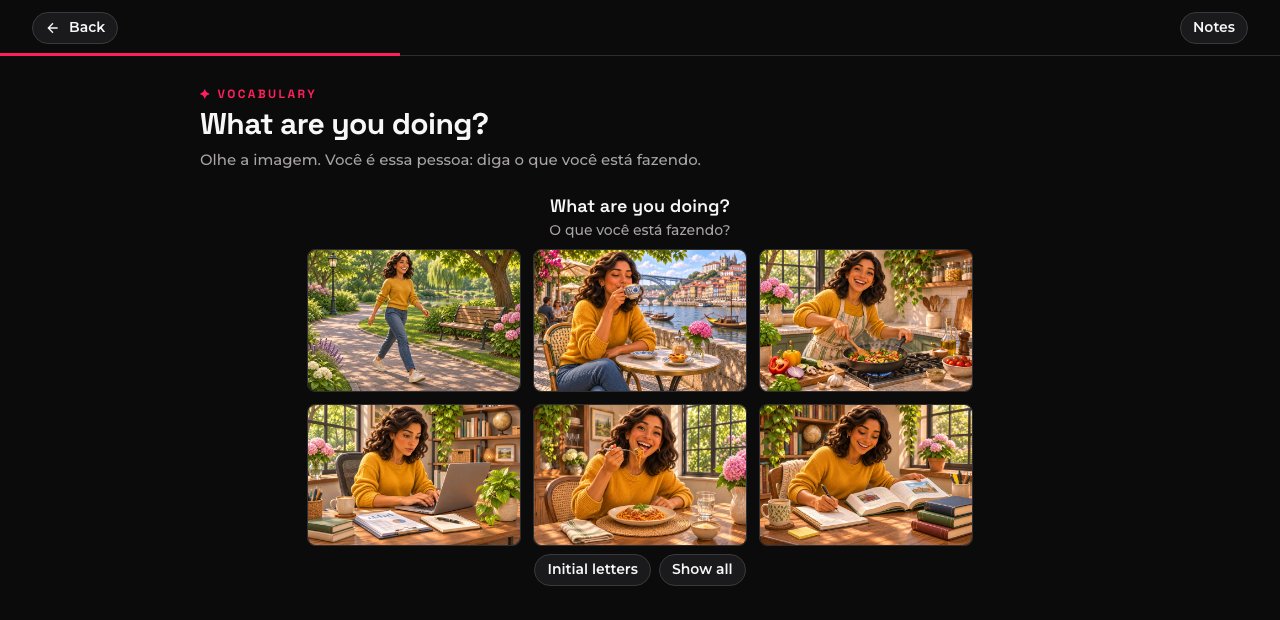 Back
Notes
VOCABULARY
What are you doing?
Olhe a imagem. Você é essa pessoa: diga o que você está fazendo.
What are you doing?
O que você está fazendo?
Initial letters
Show all